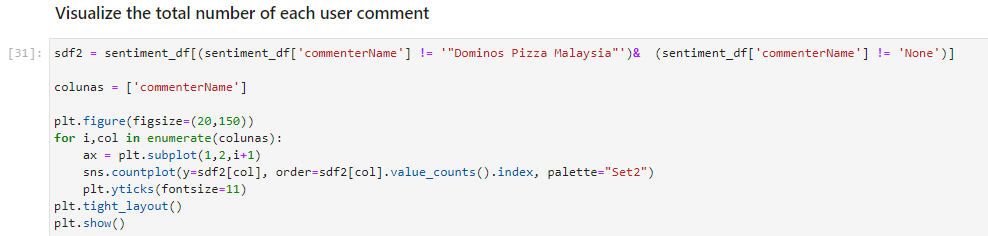 Visualize the total number of each user comment
[31]: sdf2 = sentiment_df[(sentiment_df['commenterName'] != '"Dominos Pizza Malaysia"')&  (sentiment_df['commenterName'] != 'None')]
colunas = ['commenterName']
plt.figure(figsize=(20,150))
for i,col in enumerate(colunas):
    ax = plt.subplot(1,2,i+1)
    sns.countplot(y=sdf2[col], order=sdf2[col].value_counts().index, palette="Set2")
    plt.yticks(fontsize=11)
plt.tight_layout()
plt.show()